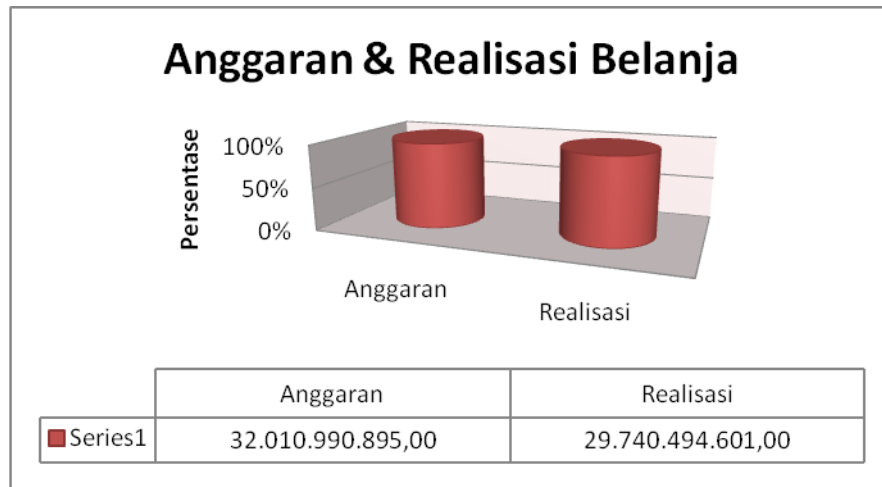 Anggaran & Realisasi Belanja
Persentase
100%
50%
0%
Anggaran
Realisasi
Anggaran Realisasi
Series1 32.010.990.895,00 29.740.494.601,00